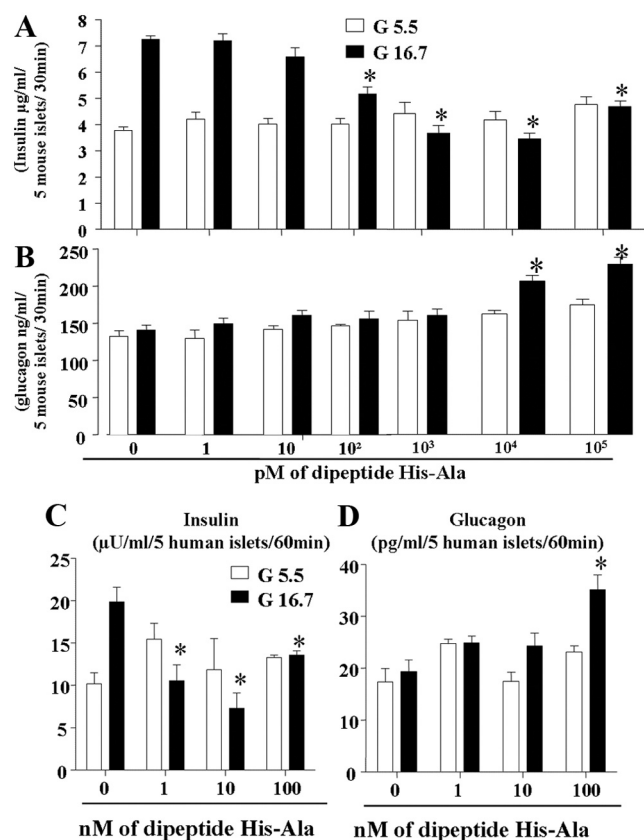 A
G 5.5
G 16.7
(Insulin µg/ml/
5 mouse islets/ 30min)
8
7
6
5
4
3
2
1
0
*
*
*
*
B
(glucagon ng/ml/
5 mouse islets/ 30min)
250
200
150
100
50
0
*
*
0 1 10 10² 10³ 10⁴ 10⁵
pM of dipeptide His-Ala
C
Insulin
(µU/ml/5 human islets/60min)
G 5.5
G 16.7
25
20
15
10
5
0
*
*
*
0 1 10 100
nM of dipeptide His-Ala
D
Glucagon
(pg/ml/5 human islets/60min)
40
30
20
10
0
*
0 1 10 100
nM of dipeptide His-Ala